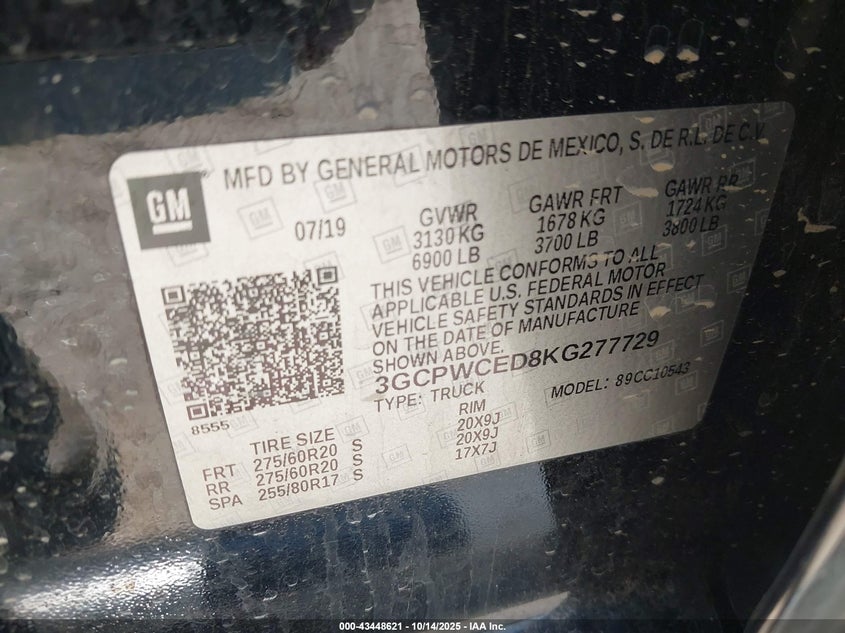 GM
MFD BY GENERAL MOTORS DE MEXICO, S. DE R.L. DE C.V.
07/19
GVWR
3130 KG
6900 LB
GAWR FRT
1678 KG
3700 LB
GAWR RR
1724 KG
3800 LB
THIS VEHICLE CONFORMS TO ALL
APPLICABLE U.S. FEDERAL MOTOR
VEHICLE SAFETY STANDARDS IN EFFECT
ON THE DATE OF MANUFACTURE
SHOWN ABOVE.
3GCPWCED8KG277729
TYPE: TRUCK
MODEL: 89CC10543
8555
TIRE SIZE RIM
FRT 275/60R20 S 20X9J
RR 275/60R20 S 20X9J
SPA 255/80R17 S 17X7J
000-43448621 - 10/14/2025 - IAA Inc.